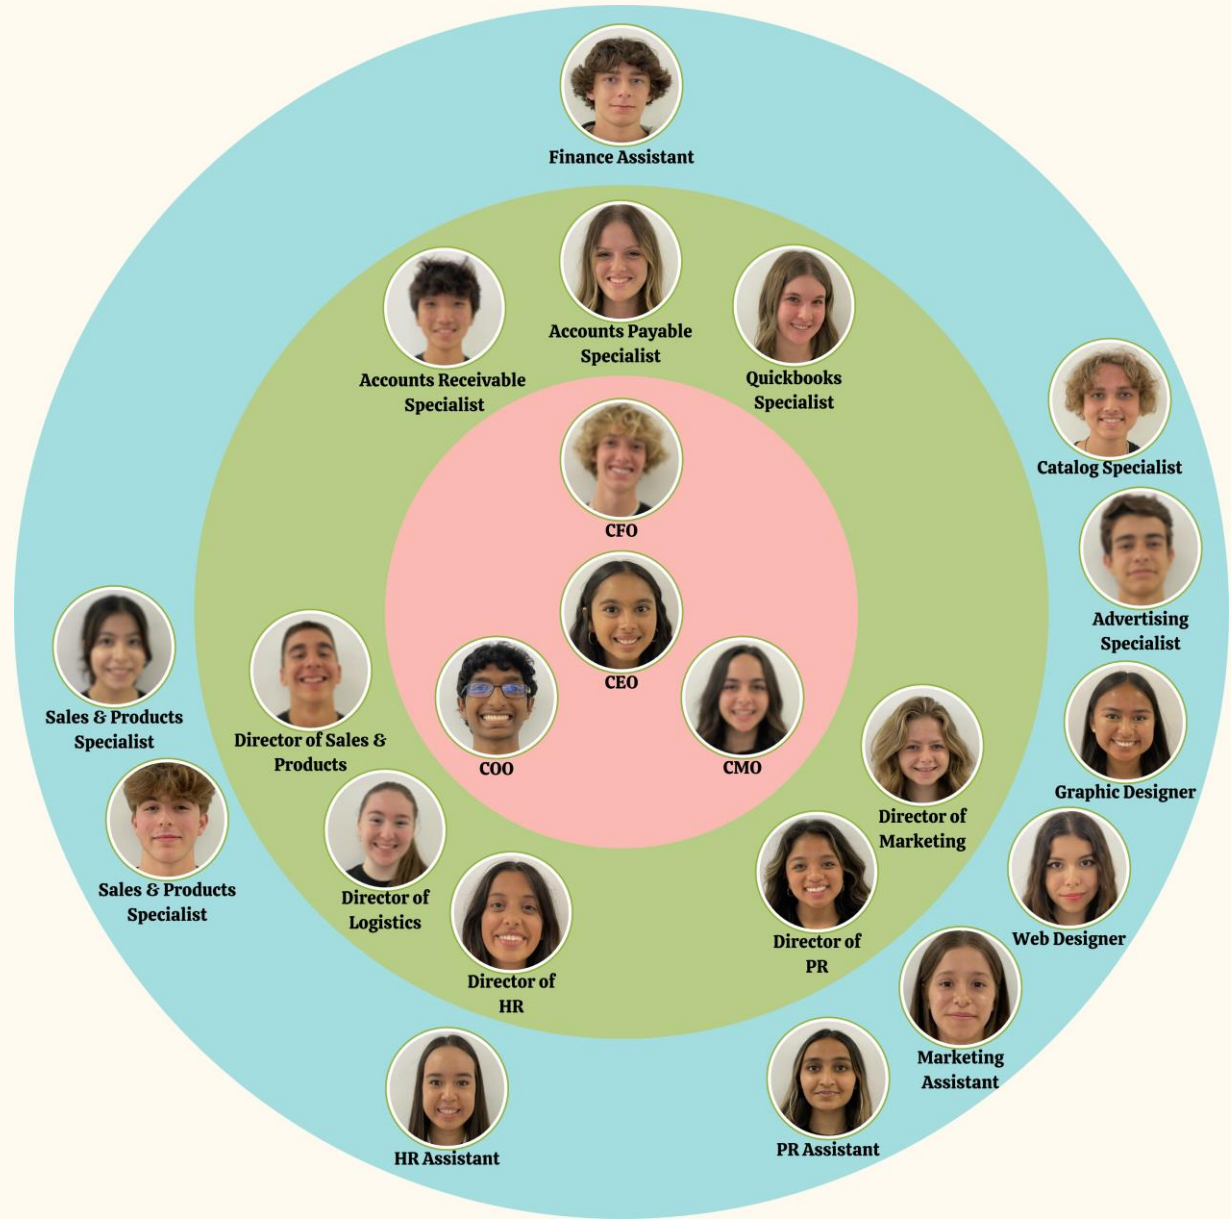 Finance Assistant
Accounts Payable
Specialist
Accounts Receivable
Specialist
Quickbooks
Specialist
Catalog Specialist
CFO
Advertising
Specialist
CEO
Sales & Products
Specialist
Director of Sales &
Products
COO
CMO
Graphic Designer
Director of
Marketing
Sales & Products
Specialist
Director of
Logistics
Director of
PR
Web Designer
Director of
HR
Marketing
Assistant
HR Assistant
PR Assistant